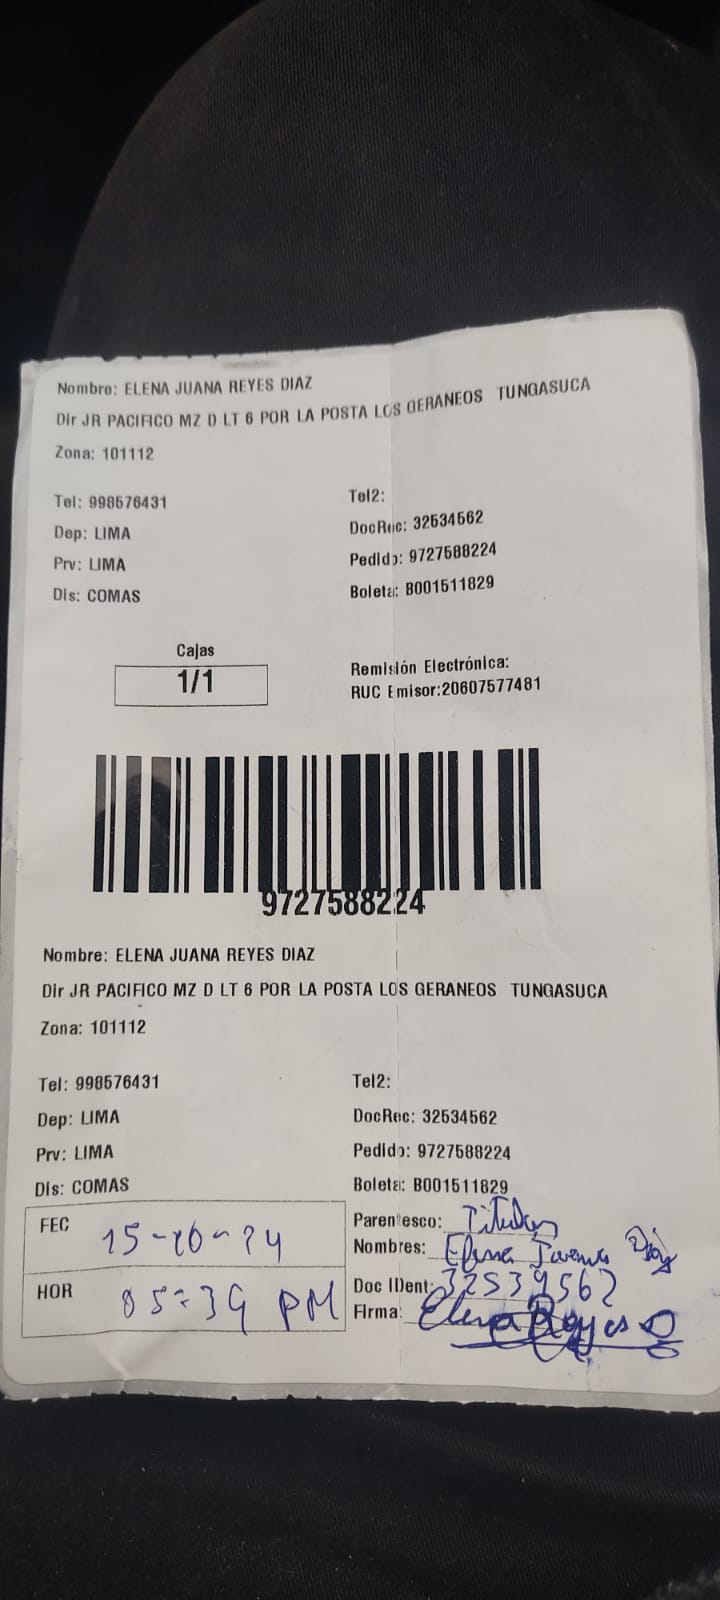 Nombre: ELENA JUANA REYES DIAZ
Dir JR PACIFICO MZ D LT 6 POR LA POSTA LOS GERANEOS TUNGASUCA
Zona: 101112
Tel: 998576431 Tel2:
Dep: LIMA DocRec: 32534562
Prv: LIMA Pedido: 9727588224
Dis: COMAS Boleta: B001511829
Cajas
1/1
Remisión Electrónica:
RUC Emisor:20607577481
9727588224
Nombre: ELENA JUANA REYES DIAZ
Dir JR PACIFICO MZ D LT 6 POR LA POSTA LOS GERANEOS TUNGASUCA
Zona: 101112
Tel: 998576431 Tel2:
Dep: LIMA DocRec: 32534562
Prv: LIMA Pedido: 9727588224
Dis: COMAS Boleta: B001511829
FEC 15-10-24 Parentesco: Titular
Nombres: Elena Juana Díaz
HOR 05:39 PM Doc IDent: 32534562
Firma: Elena Reyes D